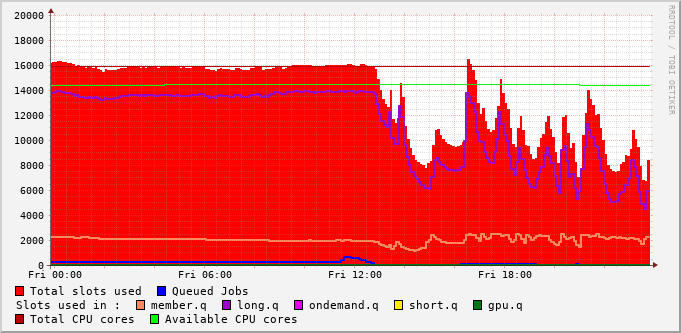 20000
18000
16000
14000
12000
10000
8000
6000
4000
2000
0
Fri 00:00 Fri 06:00 Fri 12:00 Fri 18:00
RRDTOOL / TOBI OETIKER
Total slots used Queued Jobs
Slots used in : member.q long.q ondemand.q short.q gpu.q
Total CPU cores Available CPU cores